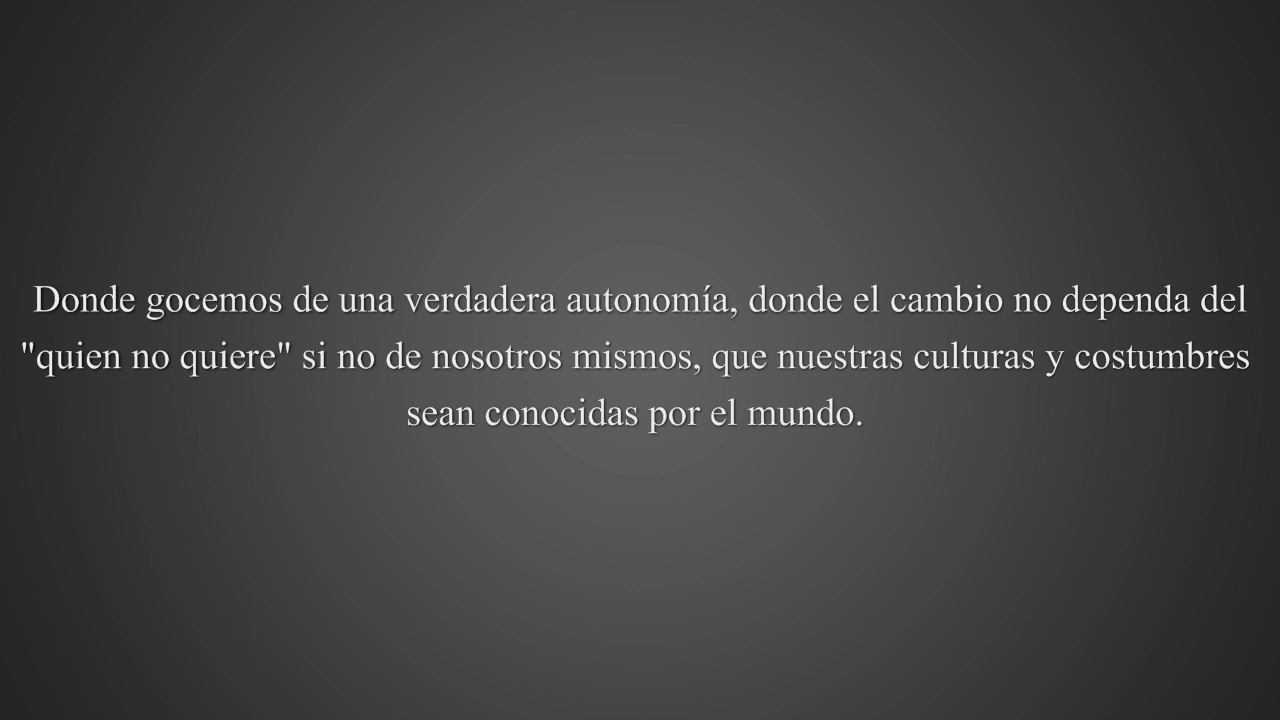 Donde gocemos de una verdadera autonomía, donde el cambio no dependa del
"quien no quiere" si no de nosotros mismos, que nuestras culturas y costumbres
sean conocidas por el mundo.